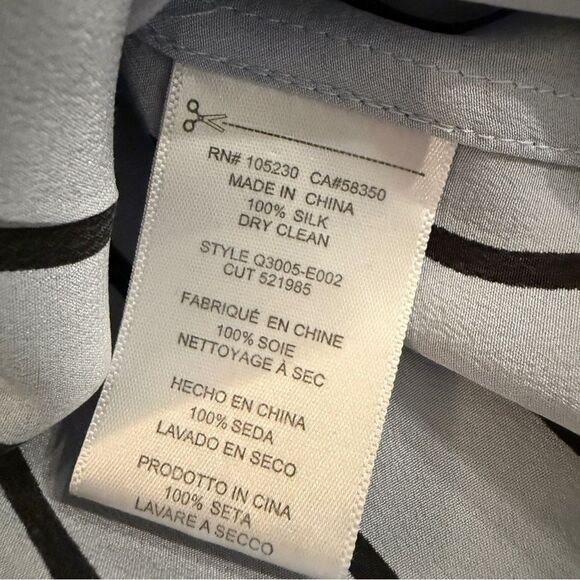 RN# 105230 CA#58350
MADE IN CHINA
100% SILK
DRY CLEAN
STYLE Q3005-E002
CUT 521985
FABRIQUÉ EN CHINE
100% SOIE
NETTOYAGE À SEC
HECHO EN CHINA
100% SEDA
LAVADO EN SECO
PRODOTTO IN CINA
100% SETA
LAVARE A SECCO